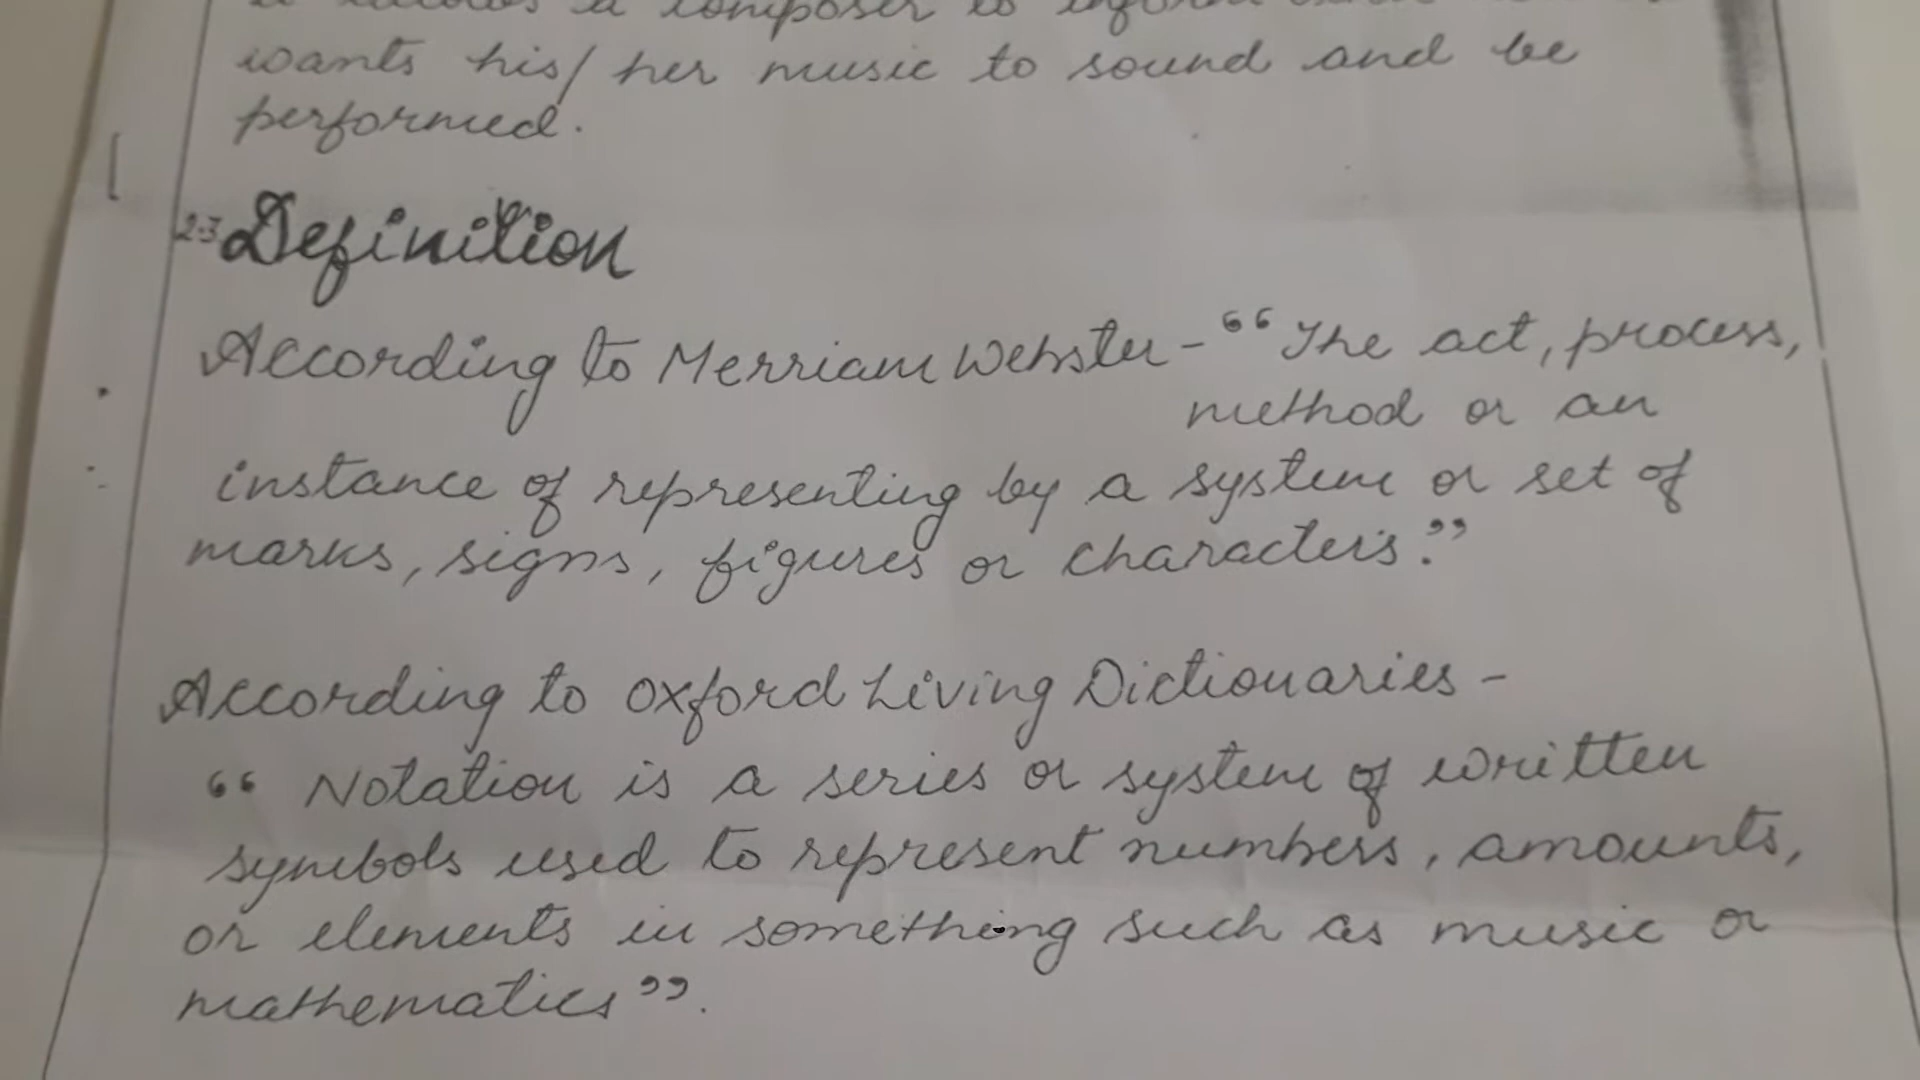 a composer to
wants his/ her music to sound and be
performed.
2.3 Definition
According to Merriam Webster - “ The act, process,
method or an
instance of representing by a system or set of
marks, signs, figures or characters.”
According to Oxford Living Dictionaries -
“ Notation is a series or system of written
symbols used to represent numbers, amounts,
or elements in something such as music or
mathematics”.